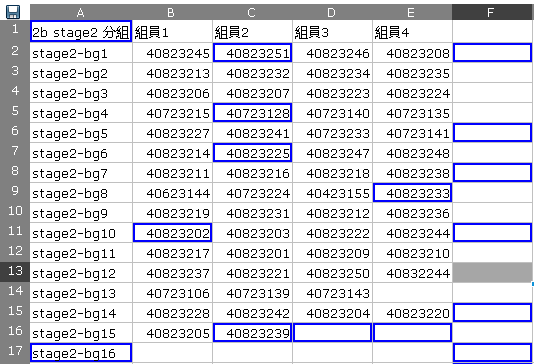 A B C D E F
1 2b stage2 分組 組員1 組員2 組員3 組員4
2 stage2-bg1 40823245 40823251 40823246 40823208
3 stage2-bg2 40823213 40823232 40823234 40823235
4 stage2-bg3 40823206 40823207 40823223 40823224
5 stage2-bg4 40723215 40723128 40723140 40723135
6 stage2-bg5 40823227 40823241 40723233 40723141
7 stage2-bg6 40823214 40823225 40823247 40823248
8 stage2-bg7 40823211 40823216 40823218 40823238
9 stage2-bg8 40623144 40723224 40423155 40823233
10 stage2-bg9 40823219 40823231 40823212 40823236
11 stage2-bg10 40823202 40823203 40823222 40823244
12 stage2-bg11 40823217 40823201 40823209 40823210
13 stage2-bg12 40823237 40823221 40823250 40832244
14 stage2-bg13 40723106 40723139 40723143
15 stage2-bg14 40823228 40823242 40823204 40823220
16 stage2-bg15 40823205 40823239
17 stage2-bg16